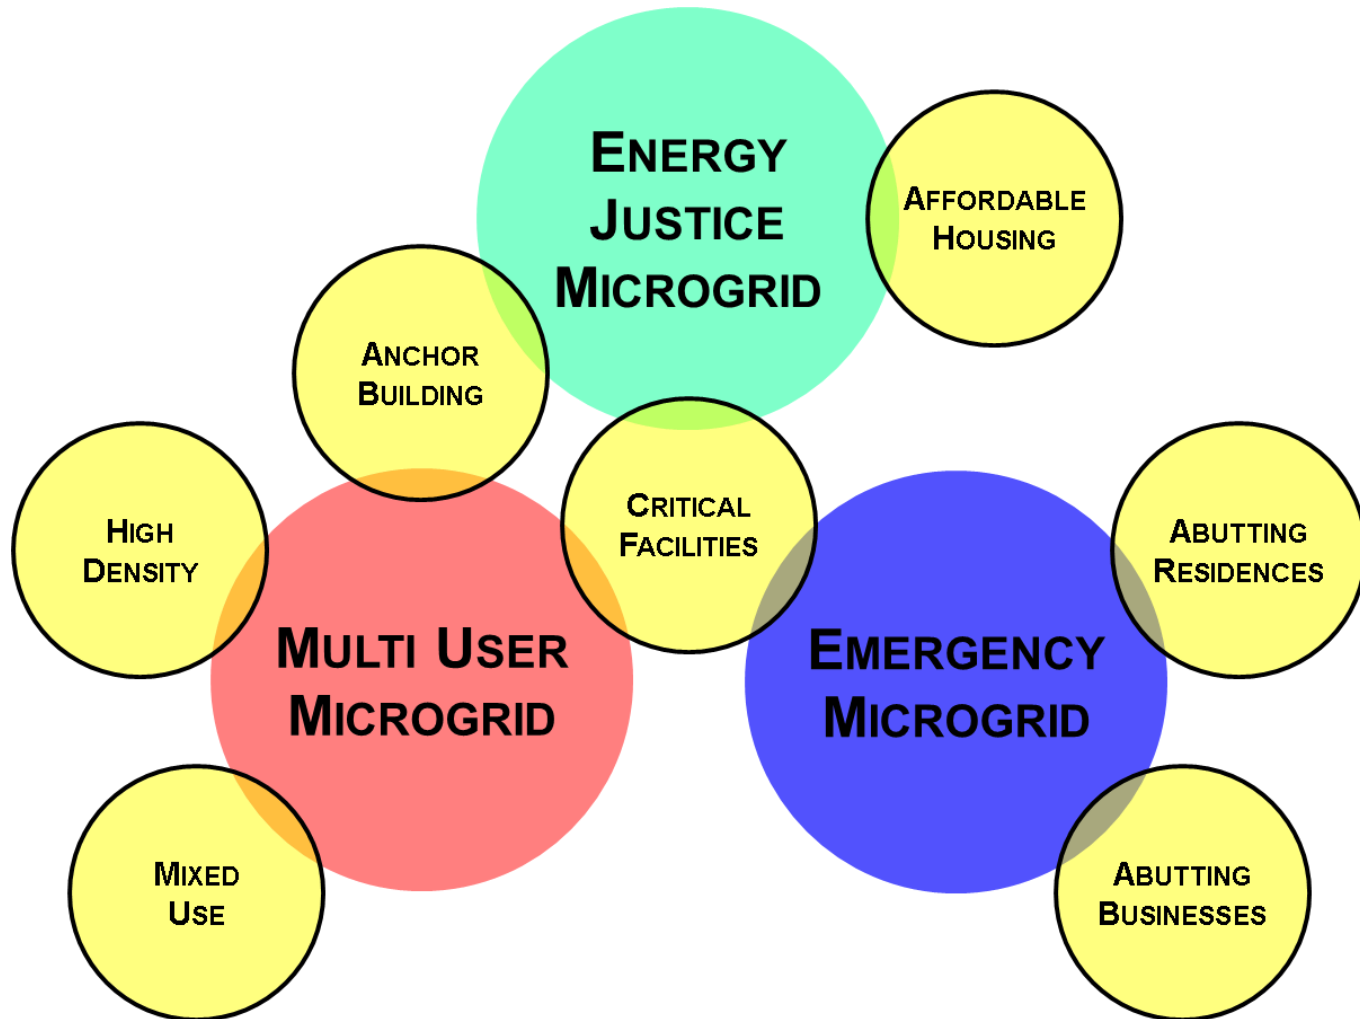 ENERGY
JUSTICE
MICROGRID
AFFORDABLE
HOUSING
ANCHOR
BUILDING
CRITICAL
FACILITIES
HIGH
DENSITY
ABUTTING
RESIDENCES
MULTI USER
MICROGRID
EMERGENCY
MICROGRID
MIXED
USE
ABUTTING
BUSINESSES